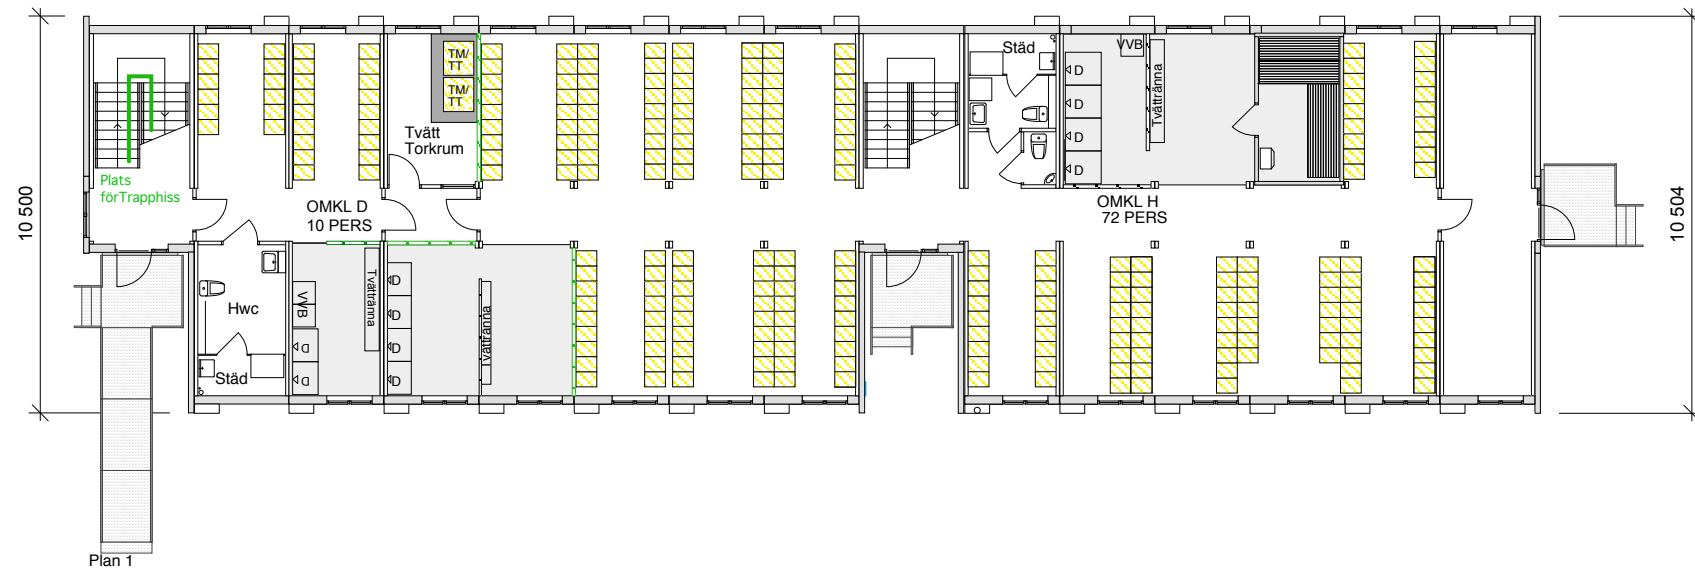 10 500
Plats
förTrapphiss
OMKL D
10 PERS
Tvätt
Torkrum
TM/
TT
TM/
TT
Hwc
Städ
VVB
D
D
Tvättränna
D
D
D
D
Tvättränna
Städ
VVB
D
D
D
D
Tvättränna
OMKL H
72 PERS
10 504
Plan 1